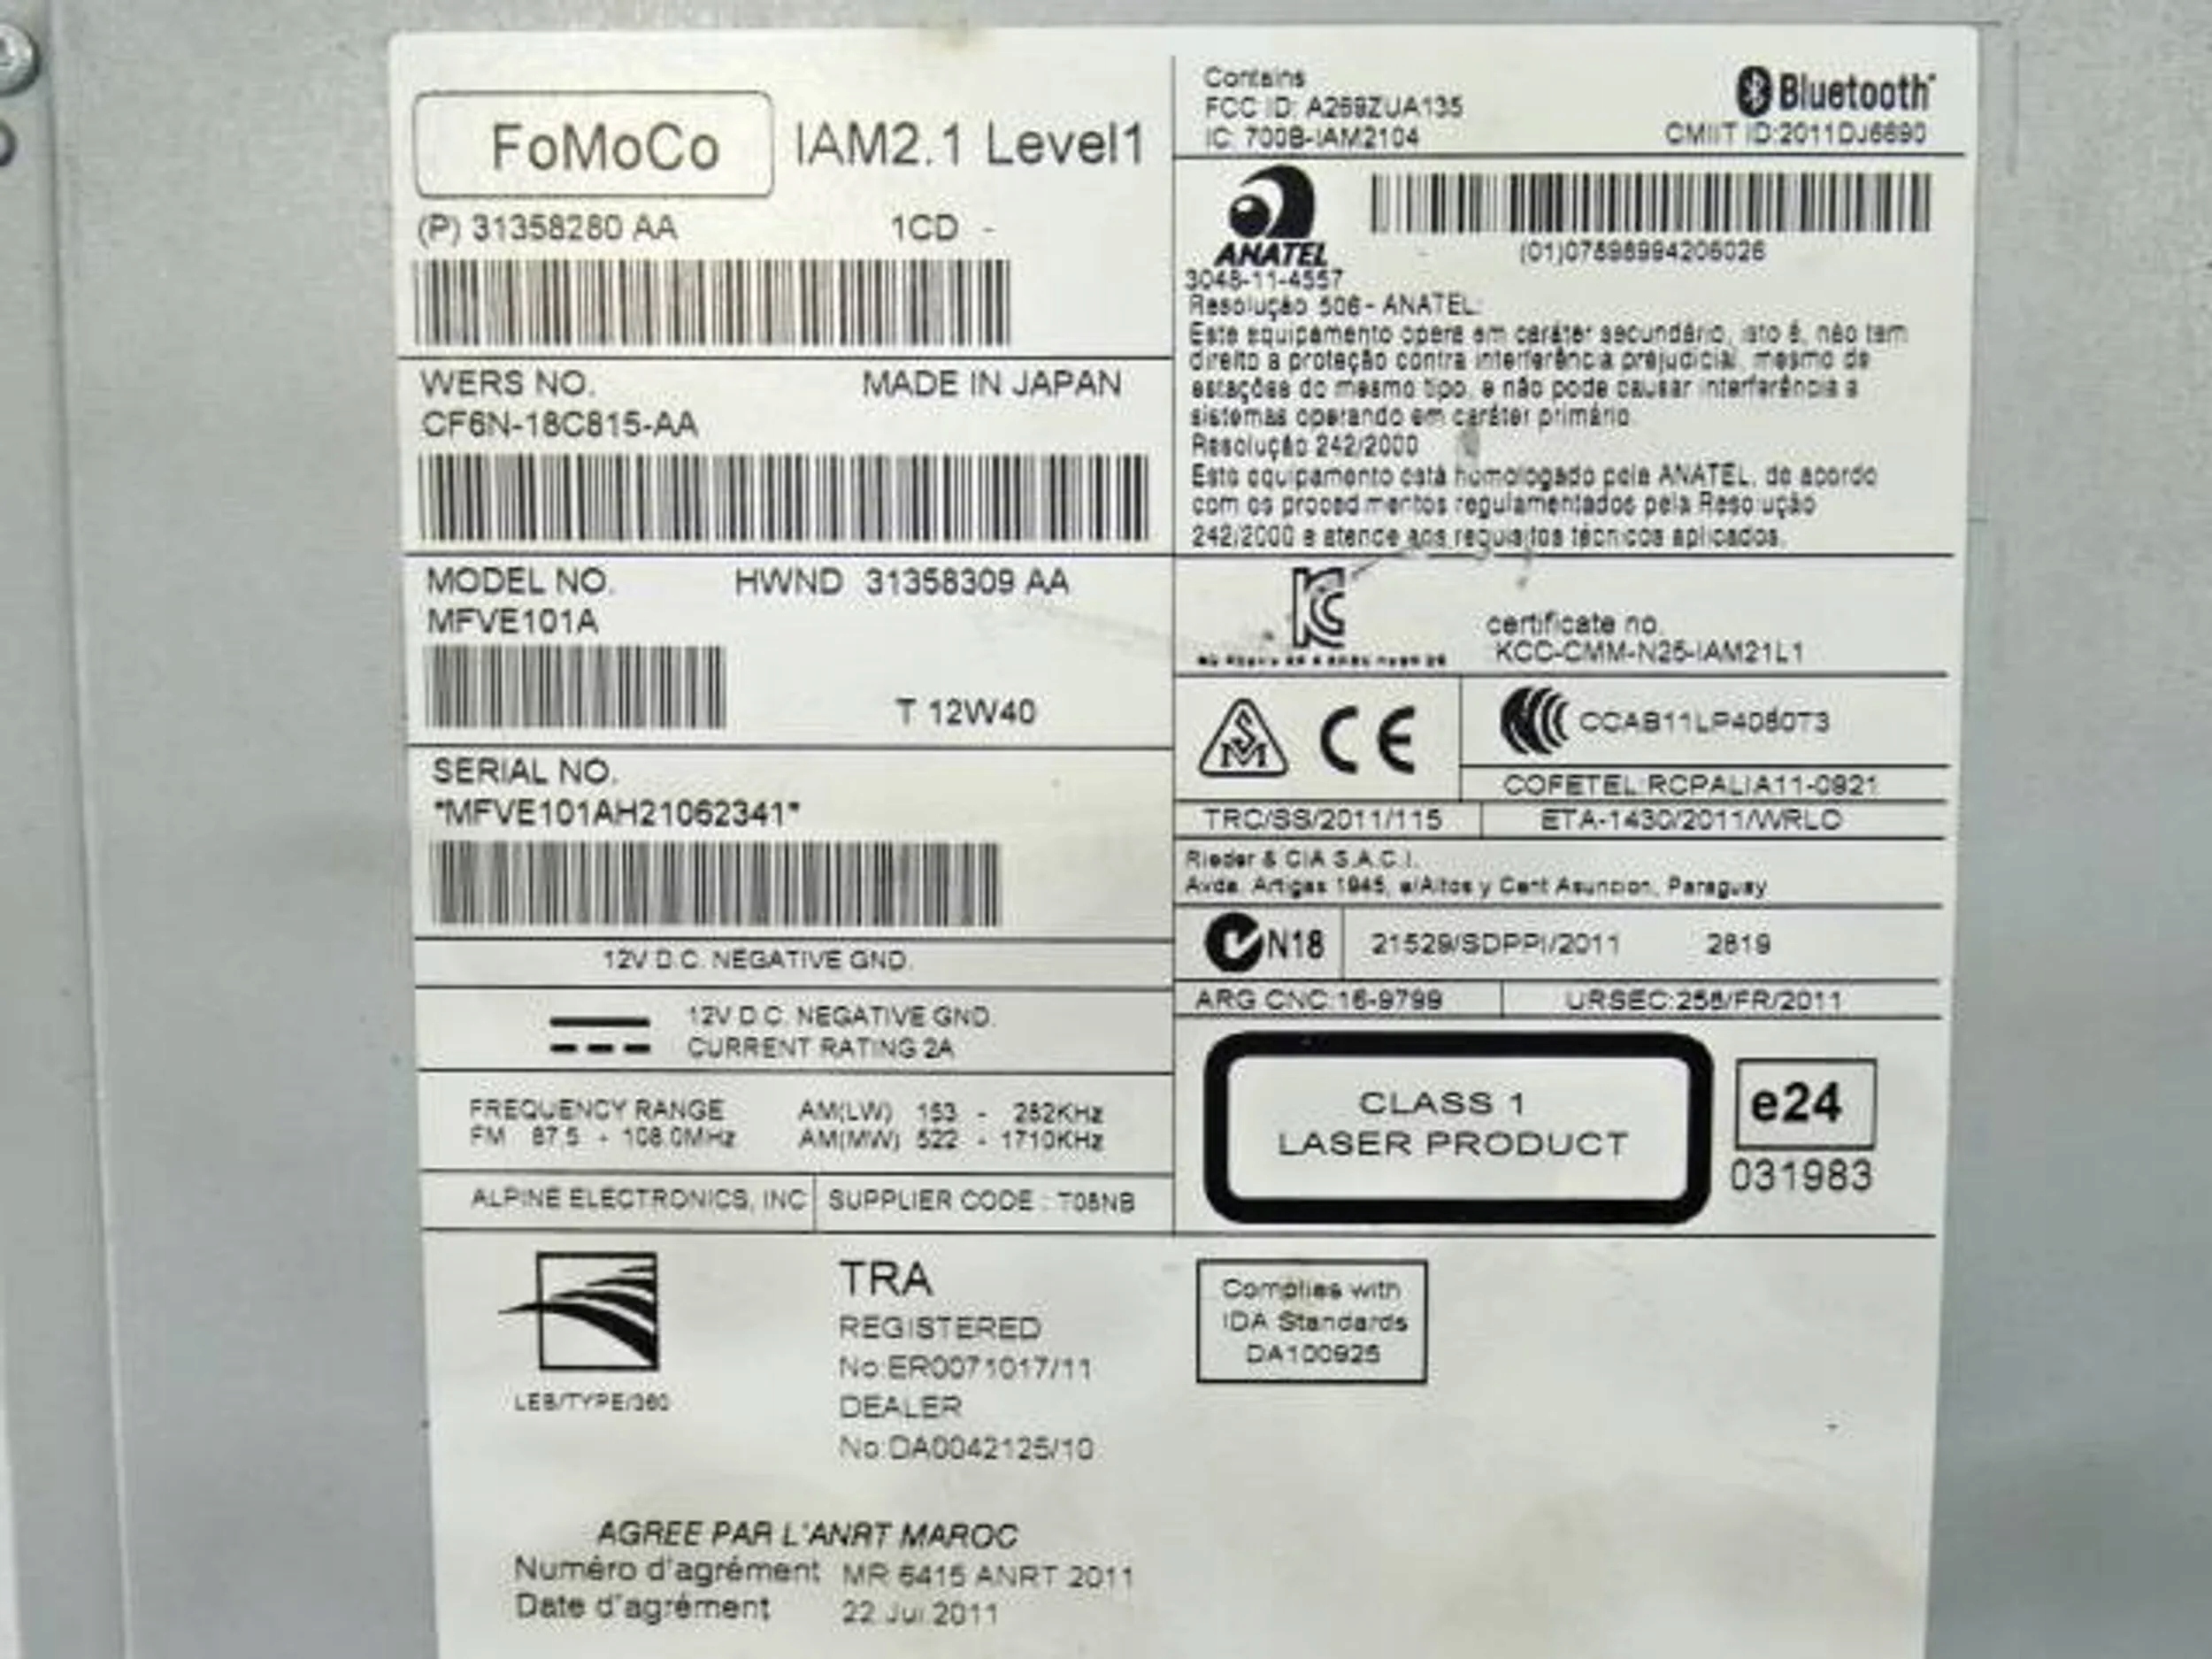 FoMoCo IAM2.1 Level1
(P) 31358280 AA 1CD -
WERS NO. MADE IN JAPAN
CF6N-18C815-AA
MODEL NO. HWND 31358309 AA
MFVE101A
T 12W40
SERIAL NO.
*MFVE101AH21062341*
12V D.C. NEGATIVE GND.
12V D.C. NEGATIVE GND.
CURRENT RATING 2A
FREQUENCY RANGE AM(LW) 153 - 282KHz
FM 87.5 - 108.0MHz AM(MW) 522 - 1710KHz
ALPINE ELECTRONICS, INC SUPPLIER CODE : T08NB
LEB/TYPE/360
TRA
REGISTERED
No:ER0071017/11
DEALER
No:DA0042125/10
AGREE PAR L'ANRT MAROC
Numéro d'agrément MR 6415 ANRT 2011
Date d'agrément 22 Jui 2011
Contains
FCC ID: A269ZUA135
IC: 700B-IAM2104
Bluetooth
CMIIT ID:2011DJ6690
ANATEL
(01)07898994206026
3048-11-4557
Resolução 506 - ANATEL:
Este equipamento opera em caráter secundário, isto é, não tem
direito a proteção contra interferência prejudicial, mesmo de
estações do mesmo tipo, e não pode causar interferência a
sistemas operando em caráter primário.
Resolução 242/2000
Este equipamento está homologado pela ANATEL, de acordo
com os procedimentos regulamentados pela Resolução
242/2000 e atende aos requisitos técnicos aplicados.
certificate no.
KCC-CMM-N25-IAM21L1
CE
CCAB11LP4080T3
COFETEL:RCPALIA11-0921
TRC/SS/2011/115 ETA-1430/2011/WRLO
Rieder & CIA S.A.C.I.
Avda. Artigas 1945, e/Altos y Cent Asuncion, Paraguay
N18 21529/SDPPI/2011 2819
ARG CNC:16-9799 URSEC:258/FR/2011
CLASS 1
LASER PRODUCT
e24
031983
Complies with
IDA Standards
DA100925